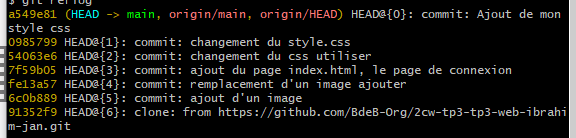 $ git reflog
a549e81 (HEAD -> main, origin/main, origin/HEAD) HEAD@{0}: commit: Ajout de mon
style css
0985799 HEAD@{1}: commit: changement du style.css
54063e6 HEAD@{2}: commit: changement du css utiliser
7f59b05 HEAD@{3}: commit: ajout du page index.html, le page de connexion
fe13a57 HEAD@{4}: commit: remplacement d'un image ajouter
6c0b889 HEAD@{5}: commit: ajout d'un image
91352f9 HEAD@{6}: clone: from https://github.com/BdeB-Org/2cw-tp3-tp3-web-ibrahi
m-jan.git